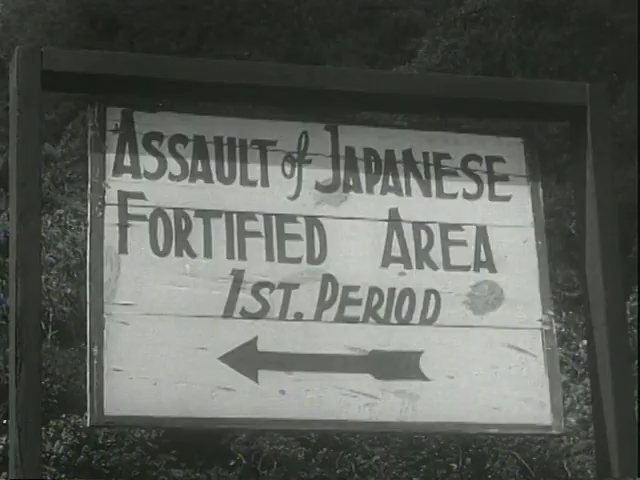 ASSAULT of JAPANESE
FORTIFIED AREA
1ST. PERIOD